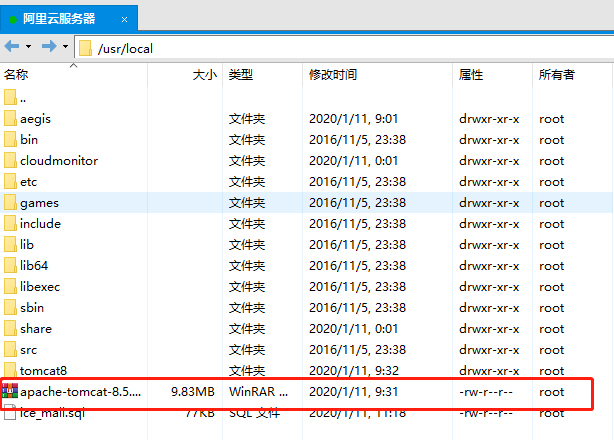 阿里云服务器 ×
/usr/local
名称 大小 类型 修改时间 属性 所有者
..
aegis 文件夹 2020/1/11, 9:01 drwxr-xr-x root
bin 文件夹 2016/11/5, 23:38 drwxr-xr-x root
cloudmonitor 文件夹 2020/1/11, 0:01 drwxr-xr-x root
etc 文件夹 2016/11/5, 23:38 drwxr-xr-x root
games 文件夹 2016/11/5, 23:38 drwxr-xr-x root
include 文件夹 2016/11/5, 23:38 drwxr-xr-x root
lib 文件夹 2016/11/5, 23:38 drwxr-xr-x root
lib64 文件夹 2016/11/5, 23:38 drwxr-xr-x root
libexec 文件夹 2016/11/5, 23:38 drwxr-xr-x root
sbin 文件夹 2016/11/5, 23:38 drwxr-xr-x root
share 文件夹 2020/1/11, 0:01 drwxr-xr-x root
src 文件夹 2016/11/5, 23:38 drwxr-xr-x root
tomcat8 文件夹 2020/1/11, 9:32 drwxr-xr-x root
apache-tomcat-8.5.... 9.83MB WinRAR ... 2020/1/11, 9:31 -rw-r--r-- root
ice_mall.sql 77KB SQL 文件 2020/1/11, 11:18 -rw-r--r-- root